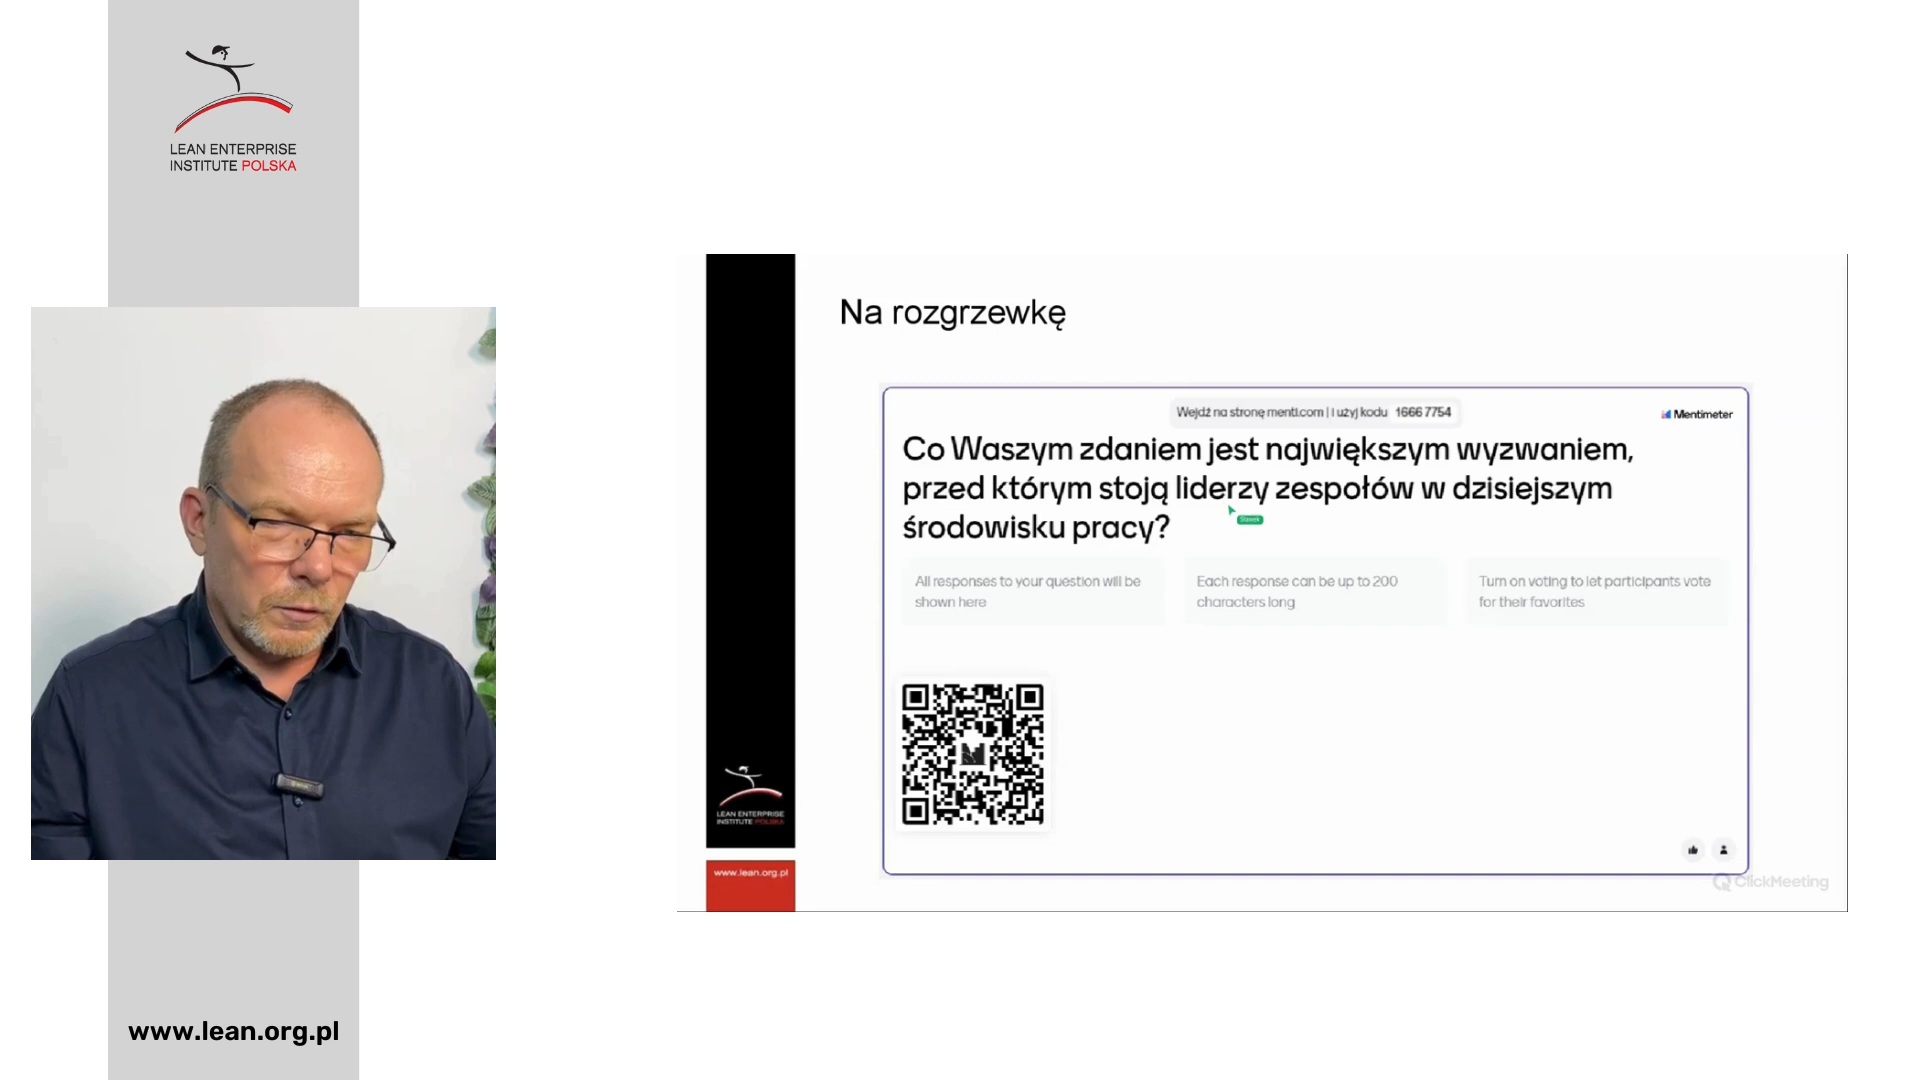 LEAN ENTERPRISE
INSTITUTE POLSKA
Na rozgrzewkę
Wejdź na stronę menti.com | i użyj kodu 1666 7754
Mentimeter
Co Waszym zdaniem jest największym wyzwaniem,
przed którym stoją liderzy zespołów w dzisiejszym
środowisku pracy?
All responses to your question will be
shown here
Each response can be up to 200
characters long
Turn on voting to let participants vote
for their favorites
LEAN ENTERPRISE
INSTITUTE POLSKA
www.lean.org.pl
ClickMeeting
www.lean.org.pl